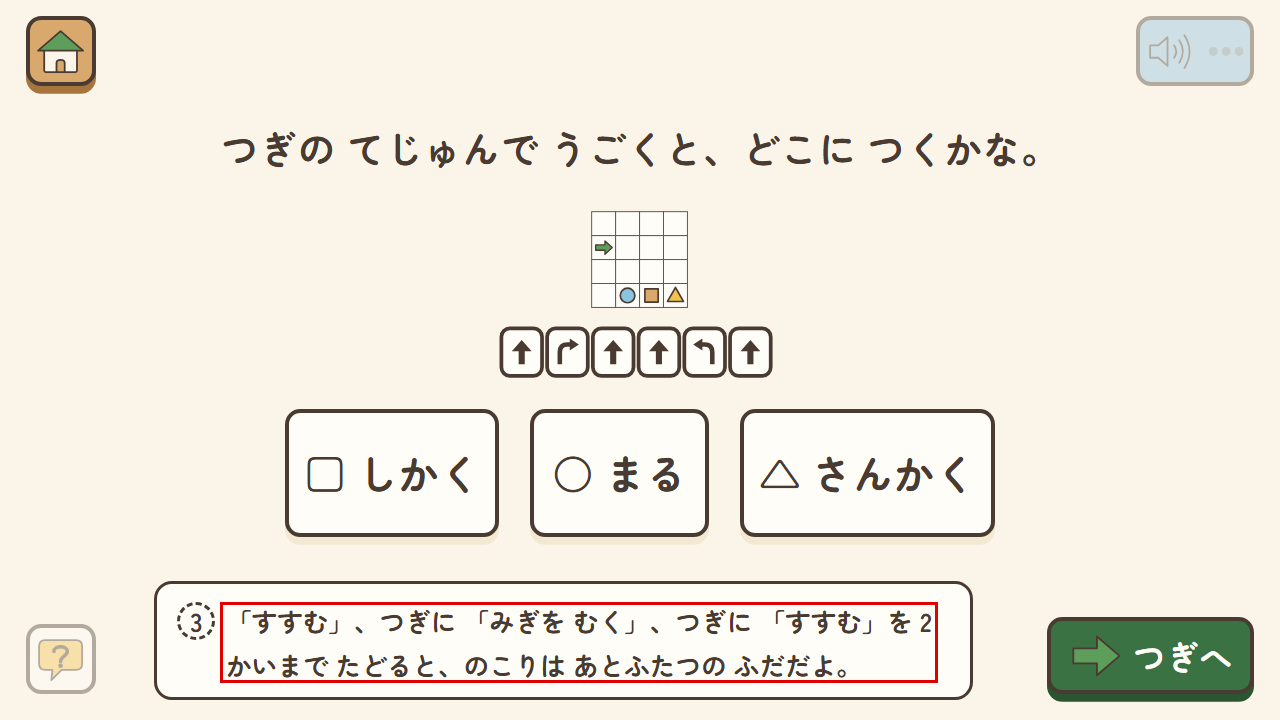 つぎの てじゅんで うごくと、どこに つくかな。
しかく
まる
さんかく
3 「すすむ」、つぎに 「みぎを むく」、つぎに 「すすむ」を 2
かいまで たどると、のこりは あとふたつの ふだだよ。
?
つぎへ